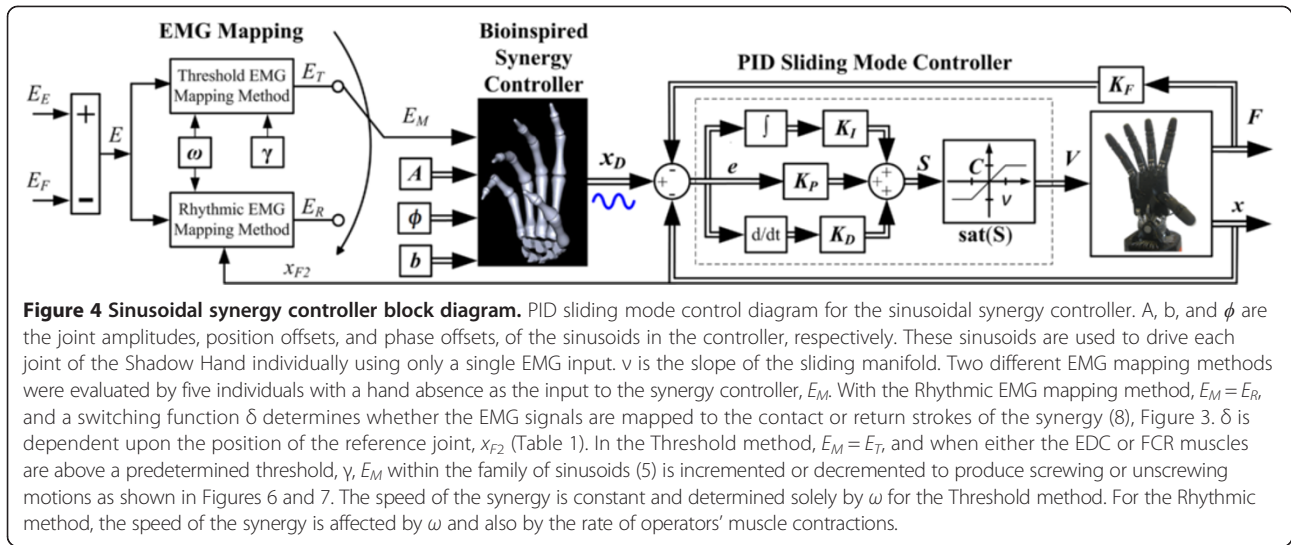 EMG Mapping
Bioinspired
Synergy
Controller
PID Sliding Mode Controller
E_E
E_F
+
-
E
Threshold EMG
Mapping Method
E_T
ω
γ
Rhythmic EMG
Mapping Method
E_R
x_F2
E_M
A
ϕ
b
x_D
+
-
-
e
∫
K_I
K_P
d/dt
K_D
+
+
+
S
C
ν
sat(S)
V
K_F
F
x
Figure 4 Sinusoidal synergy controller block diagram. PID sliding mode control diagram for the sinusoidal synergy controller. A, b, and ϕ are
the joint amplitudes, position offsets, and phase offsets, of the sinusoids in the controller, respectively. These sinusoids are used to drive each
joint of the Shadow Hand individually using only a single EMG input. ν is the slope of the sliding manifold. Two different EMG mapping methods
were evaluated by five individuals with a hand absence as the input to the synergy controller, E_M. With the Rhythmic EMG mapping method, E_M = E_R,
and a switching function δ determines whether the EMG signals are mapped to the contact or return strokes of the synergy (8), Figure 3. δ is
dependent upon the position of the reference joint, x_F2 (Table 1). In the Threshold method, E_M = E_T, and when either the EDC or FCR muscles
are above a predetermined threshold, γ, E_M within the family of sinusoids (5) is incremented or decremented to produce screwing or unscrewing
motions as shown in Figures 6 and 7. The speed of the synergy is constant and determined solely by ω for the Threshold method. For the Rhythmic
method, the speed of the synergy is affected by ω and also by the rate of operators' muscle contractions.